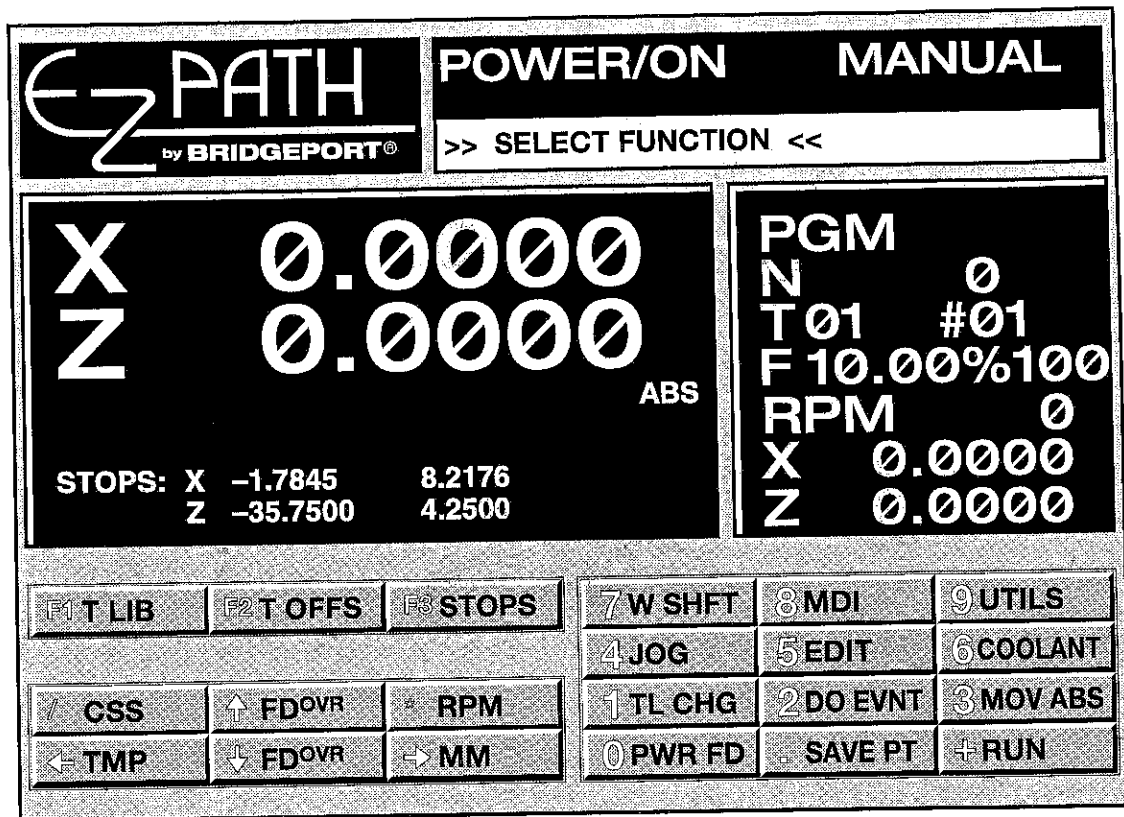 EZ PATH
by BRIDGEPORT®
POWER/ON MANUAL
>> SELECT FUNCTION <<
X 0.0000
Z 0.0000
ABS
STOPS: X –1.7845 8.2176
Z –35.7500 4.2500
PGM
N 0
T 01 #01
F 10.00%100
RPM 0
X 0.0000
Z 0.0000
F1 T LIB F2 T OFFS F3 STOPS
/ CSS ↑ FDOVR * RPM
← TMP ↓ FDOVR → MM
7 W SHFT 8 MDI 9 UTILS
4 JOG 5 EDIT 6 COOLANT
1 TL CHG 2 DO EVNT 3 MOV ABS
0 PWR FD . SAVE PT + RUN